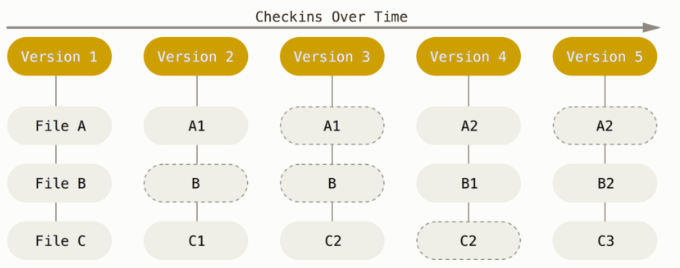 Checkins Over Time
Version 1 Version 2 Version 3 Version 4 Version 5
File A A1 A1 A2 A2
File B B B B1 B2
File C C1 C2 C2 C3